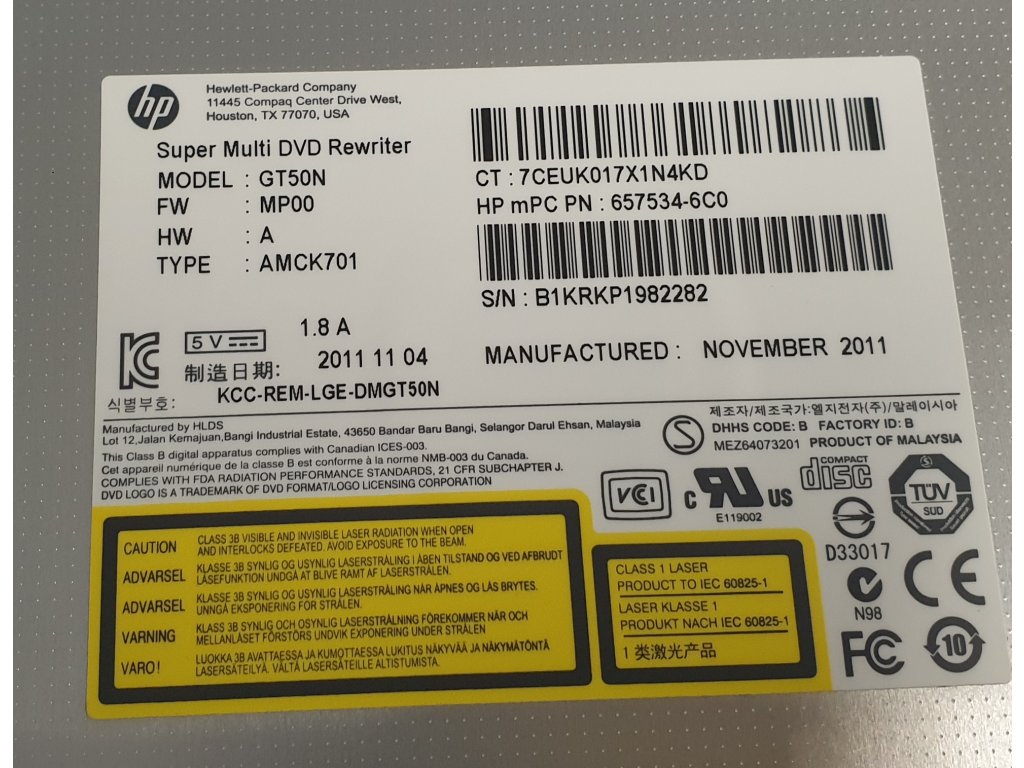 hp
Hewlett-Packard Company
11445 Compaq Center Drive West,
Houston, TX 77070, USA
Super Multi DVD Rewriter
MODEL : GT50N
FW : MP00
HW : A
TYPE : AMCK701
CT : 7CEUK017X1N4KD
HP mPC PN : 657534-6C0
S/N : B1KRKP1982282
5 V
1.8 A
制造日期: 2011 11 04
MANUFACTURED : NOVEMBER 2011
식별부호: KCC-REM-LGE-DMGT50N
Manufactured by HLDS
Lot 12,Jalan Kemajuan,Bangi Industrial Estate, 43650 Bandar Baru Bangi, Selangor Darul Ehsan, Malaysia
This Class B digital apparatus complies with Canadian ICES-003.
Cet appareil numérique de la classe B est conforme à la norme NMB-003 du Canada.
COMPLIES WITH FDA RADIATION PERFORMANCE STANDARDS, 21 CFR SUBCHAPTER J.
DVD LOGO IS A TRADEMARK OF DVD FORMAT/LOGO LICENSING CORPORATION
제조자/제조국가:엘지전자(주)/말레이시아
DHHS CODE: B FACTORY ID: B
MEZ64073201 PRODUCT OF MALAYSIA
S
VCI
c UR US
E119002
COMPACT
disc
TÜV
SUD
D33017
N98
CE
FC
10
CAUTION CLASS 3B VISIBLE AND INVISIBLE LASER RADIATION WHEN OPEN
AND INTERLOCKS DEFEATED. AVOID EXPOSURE TO THE BEAM.
ADVARSEL KLASSE 3B SYNLIG OG USYNLIG LASERSTRÅLING I ÅBEN TILSTAND OG VED AFBRUDT
LÅSEFUNKTION UNDGÅ AT BLIVE RAMT AF LASERSTRÅLEN.
ADVARSEL KLASSE 3B SYNLIG OG USYNLIG LASERSTRÅLING NÅR ÅPNES OG LÅS BRYTES.
UNNGÅ EKSPONERING FOR STRÅLEN.
VARNING KLASS 3B SYNLIG OCH OSYNLIG LASERSTRÅLNING FÖREKOMMER NÄR OCH
MELLANLÅSET FÖRSTÖRS UNDVIK EXPONERING UNDER STRÅLEN
VARO! LUOKKA 3B AVATTAESSA JA KUMOTTAESSA LUKITUS NÄKYVÄÄ JA NÄKYMÄTÖNTÄ
LASERSÄTEILYÄ. VÄLTÄ LASERSÄTEILLE ALTISTUMISTA.
CLASS 1 LASER
PRODUCT TO IEC 60825-1
LASER KLASSE 1
PRODUKT NACH IEC 60825-1
1 类激光产品